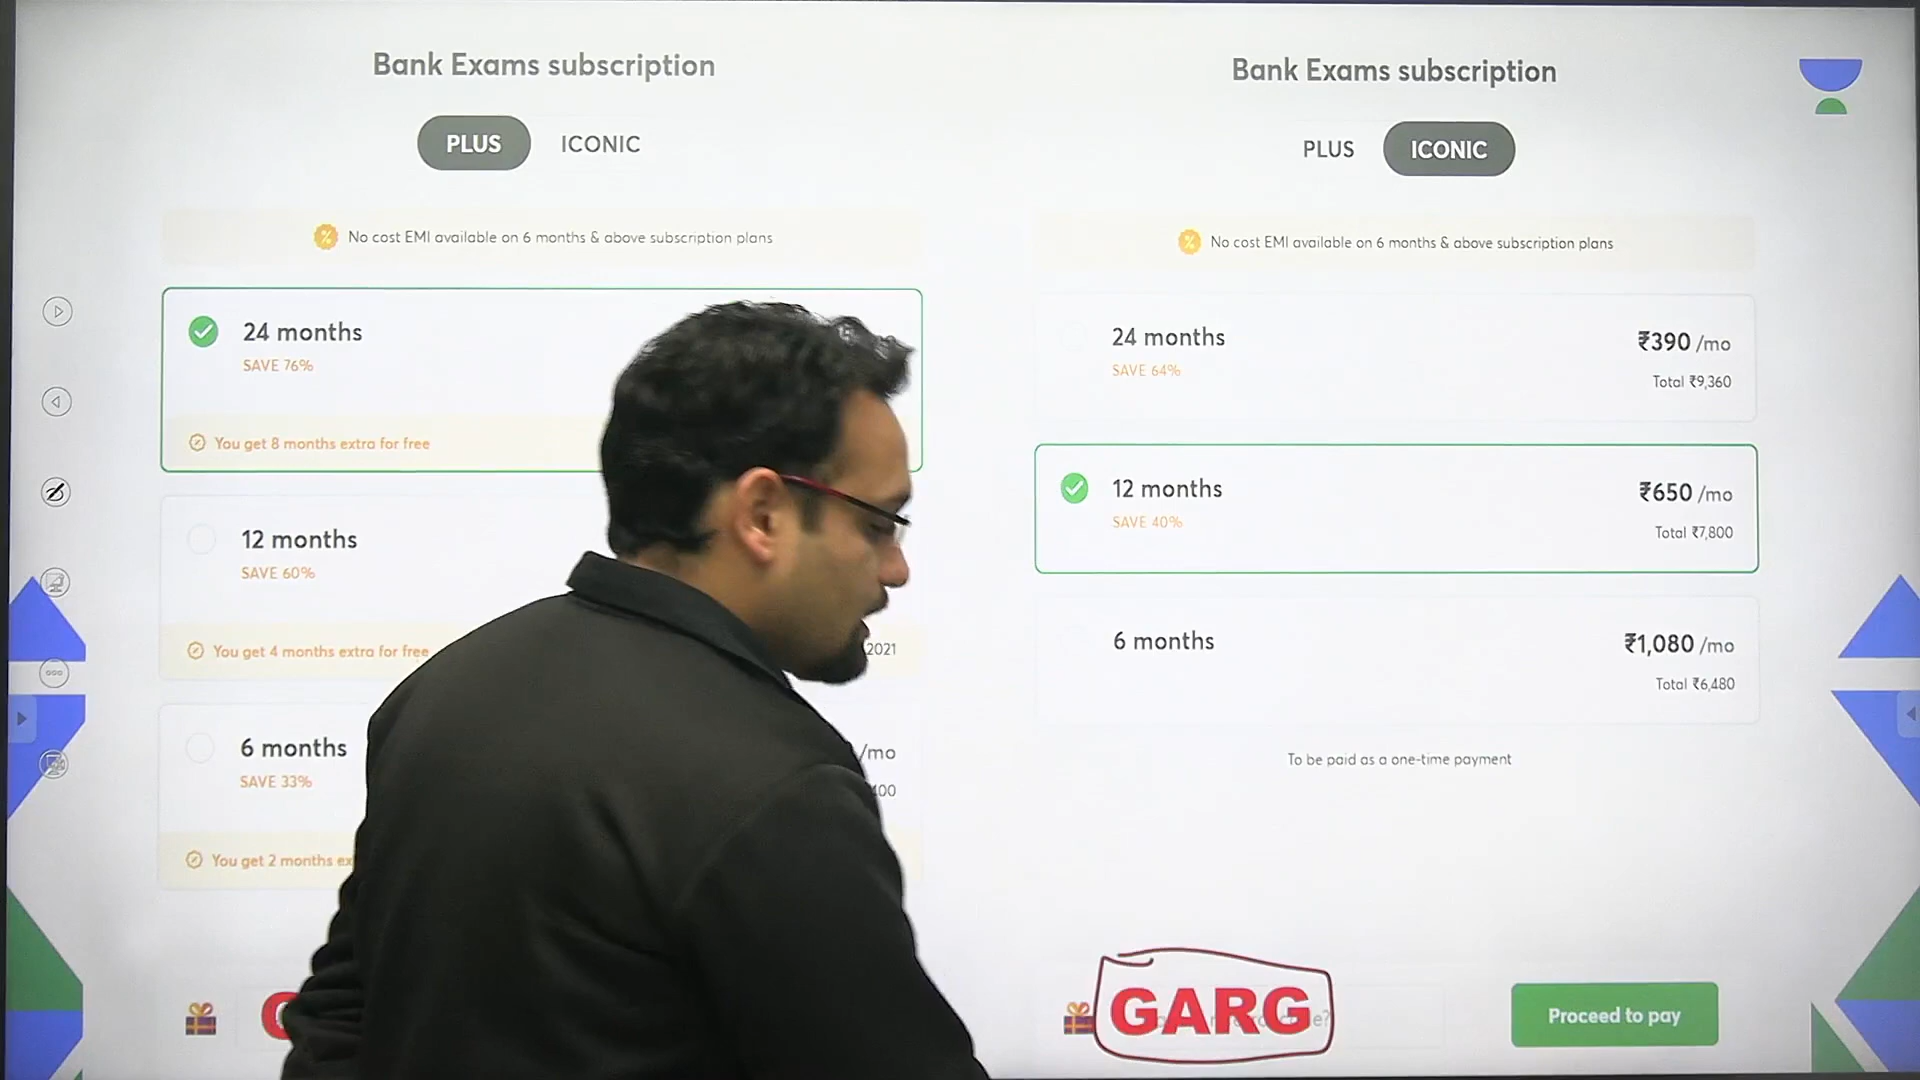 Bank Exams subscription
PLUS ICONIC
No cost EMI available on 6 months & above subscription plans
24 months
SAVE 76%
You get 8 months extra for free
12 months
SAVE 60%
You get 4 months extra for free
2021
6 months
/mo
SAVE 33%
400
You get 2 months
Bank Exams subscription
PLUS ICONIC
No cost EMI available on 6 months & above subscription plans
24 months
₹390 /mo
SAVE 64%
Total ₹9,360
12 months
₹650 /mo
SAVE 40%
Total ₹7,800
6 months
₹1,080 /mo
Total ₹6,480
To be paid as a one-time payment
GARG
Proceed to pay